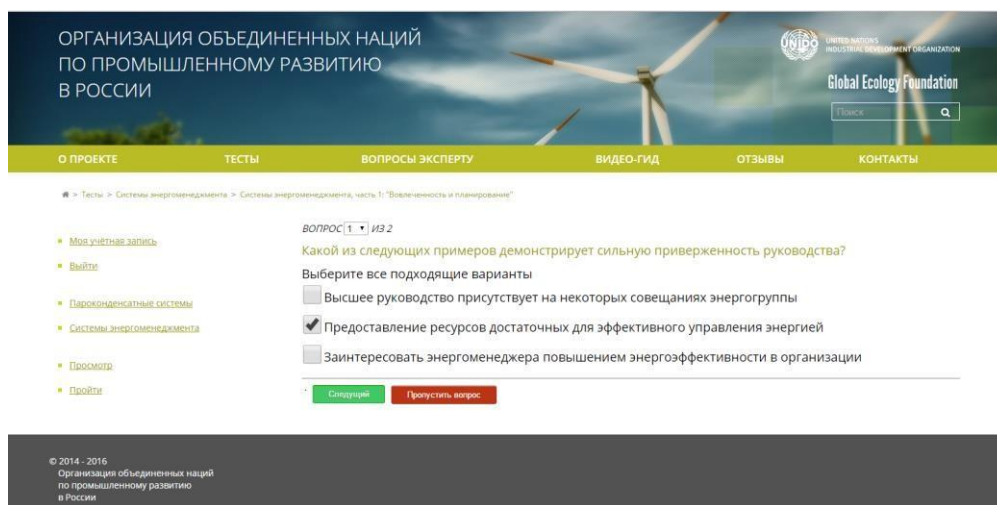 ОРГАНИЗАЦИЯ ОБЪЕДИНЕННЫХ НАЦИЙ
ПО ПРОМЫШЛЕННОМУ РАЗВИТИЮ
В РОССИИ
UNIDO
UNITED NATIONS
INDUSTRIAL DEVELOPMENT ORGANIZATION
Global Ecology Foundation
Поиск
О ПРОЕКТЕ ТЕСТЫ ВОПРОСЫ ЭКСПЕРТУ ВИДЕО-ГИД ОТЗЫВЫ КОНТАКТЫ
> Тесты > Системы энергоменеджмента > Системы энергоменеджмента, часть 1: "Вовлеченность и планирование"
Моя учётная запись
Выйти
Пароконденсатные системы
Системы энергоменеджмента
Просмотр
Пройти
ВОПРОС 1 ИЗ 2
Какой из следующих примеров демонстрирует сильную приверженность руководства?
Выберите все подходящие варианты
Высшее руководство присутствует на некоторых совещаниях энергогруппы
Предоставление ресурсов достаточных для эффективного управления энергией
Заинтересовать энергоменеджера повышением энергоэффективности в организации
Следущий Пропустить вопрос
© 2014 - 2016
Организация объединенных наций
по промышленному развитию
в России